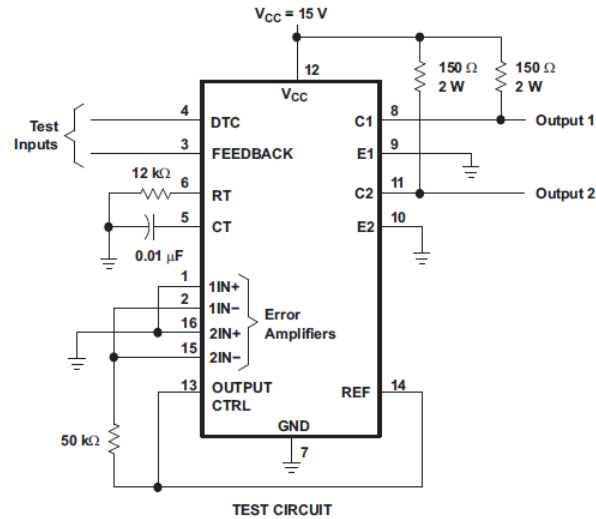 VCC = 15 V
12
VCC
150 Ω
2 W
150 Ω
2 W
Test
Inputs
4
DTC
C1
8
Output 1
3
FEEDBACK
E1
9
12 kΩ
6
RT
C2
11
Output 2
5
CT
E2
10
0.01 μF
1
1IN+
2
1IN−
16
2IN+
15
2IN−
Error
Amplifiers
13
OUTPUT
CTRL
REF
14
50 kΩ
GND
7
TEST CIRCUIT